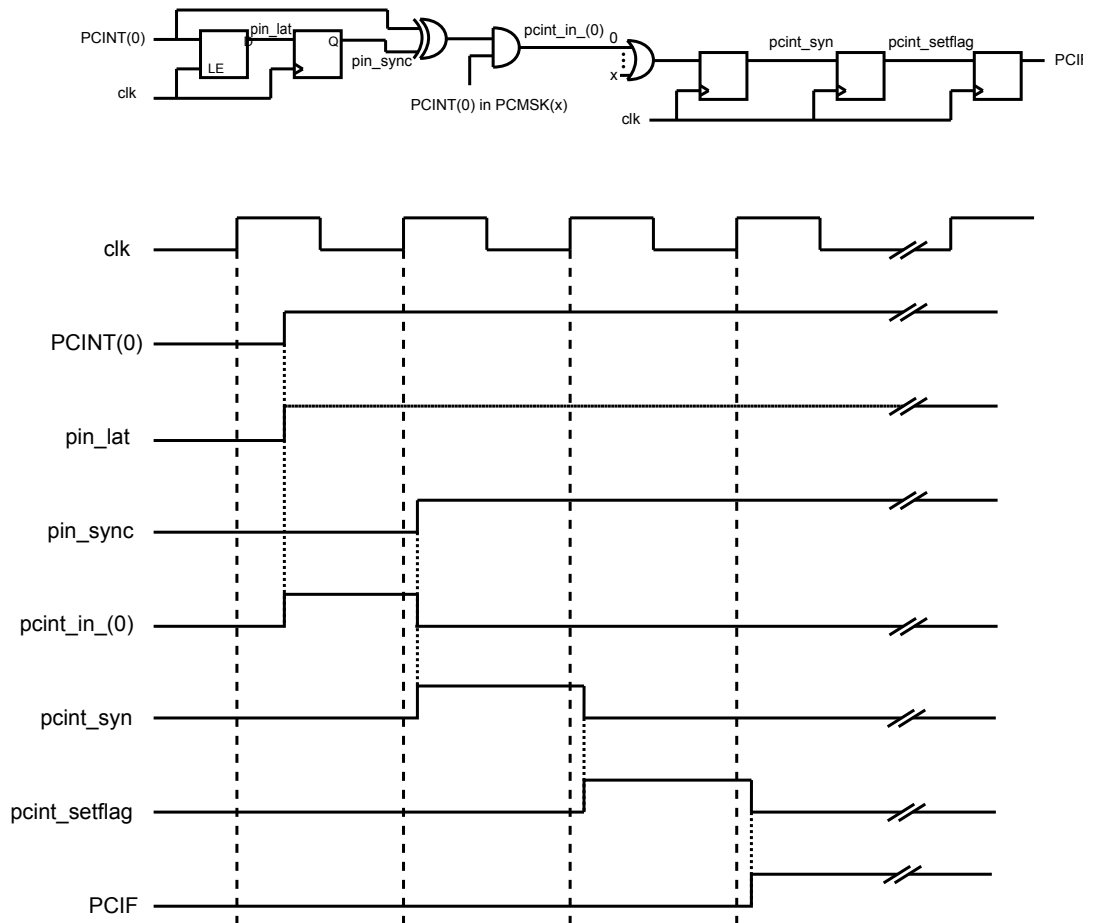 PCINT(0)
LE
D
pin_lat
Q
pin_sync
clk
PCINT(0) in PCMSK(x)
pcint_in_(0)
0
x
clk
pcint_syn
pcint_setflag
clk
PCINT(0)
pin_lat
pin_sync
pcint_in_(0)
pcint_syn
pcint_setflag
PCIF